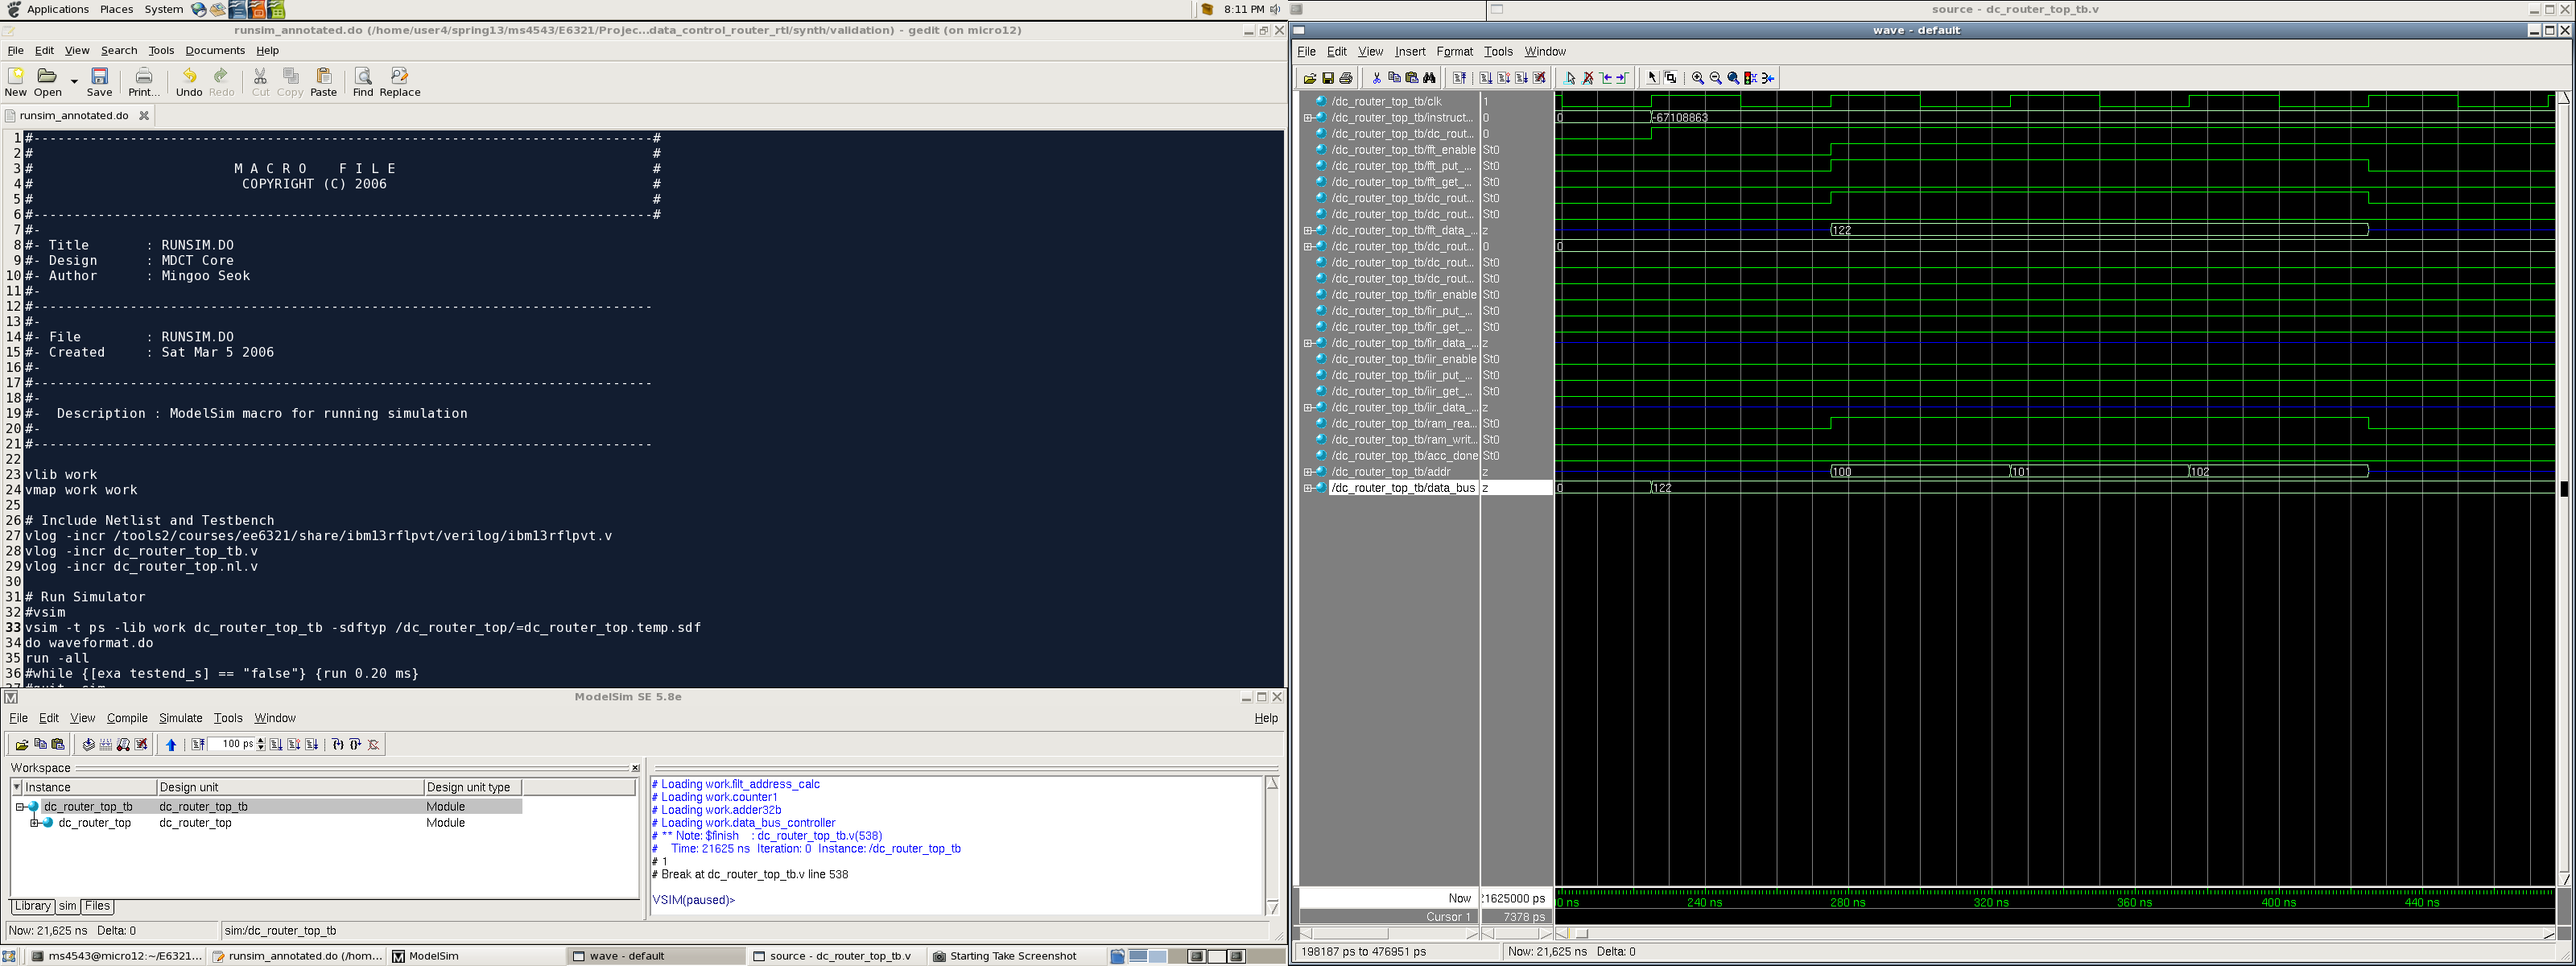 Applications Places System
8:11 PM
source - dc_router_top_tb.v
runsim_annotated.do (/home/user4/spring13/ms4543/E6321/Projec...data_control_router_rtl/synth/validation) - gedit (on micro12)
File Edit View Search Tools Documents Help
New Open Save Print... Undo Redo Cut Copy Paste Find Replace
runsim_annotated.do
1 #-----------------------------------------------------------------------------#
2 # #
3 # M A C R O F I L E #
4 # COPYRIGHT (C) 2006 #
5 # #
6 #-----------------------------------------------------------------------------#
7 #-
8 #- Title : RUNSIM.DO
9 #- Design : MDCT Core
10 #- Author : Mingoo Seok
11 #-
12 #-----------------------------------------------------------------------------
13 #-
14 #- File : RUNSIM.DO
15 #- Created : Sat Mar 5 2006
16 #-
17 #-----------------------------------------------------------------------------
18 #-
19 #- Description : ModelSim macro for running simulation
20 #-
21 #-----------------------------------------------------------------------------
22
23 vlib work
24 vmap work work
25
26 # Include Netlist and Testbench
27 vlog -incr /tools2/courses/ee6321/share/ibm13rflpvt/verilog/ibm13rflpvt.v
28 vlog -incr dc_router_top_tb.v
29 vlog -incr dc_router_top.nl.v
30
31 # Run Simulator
32 #vsim
33 vsim -t ps -lib work dc_router_top_tb -sdftyp /dc_router_top/=dc_router_top.temp.sdf
34 do waveformat.do
35 run -all
36 #while {[exa testend_s] == "false"} {run 0.20 ms}
ModelSim SE 5.8e
File Edit View Compile Simulate Tools Window Help
100 ps
Workspace
Instance Design unit Design unit type
dc_router_top_tb dc_router_top_tb Module
dc_router_top dc_router_top Module
Library sim Files
# Loading work.filt_address_calc
# Loading work.counter1
# Loading work.adder32b
# Loading work.data_bus_controller
# ** Note: $finish : dc_router_top_tb.v(538)
# Time: 21625 ns Iteration: 0 Instance: /dc_router_top_tb
# 1
# Break at dc_router_top_tb.v line 538
VSIM(paused)>
Now: 21,625 ns Delta: 0 sim:/dc_router_top_tb
wave - default
File Edit View Insert Format Tools Window
/dc_router_top_tb/clk 1
/dc_router_top_tb/instruct... 0 0 -67108863
/dc_router_top_tb/dc_rout... 0
/dc_router_top_tb/fft_enable St0
/dc_router_top_tb/fft_put_... St0
/dc_router_top_tb/fft_get_... St0
/dc_router_top_tb/dc_rout... St0
/dc_router_top_tb/dc_rout... St0
/dc_router_top_tb/fft_data_... z 122
/dc_router_top_tb/dc_rout... 0 0
/dc_router_top_tb/dc_rout... St0
/dc_router_top_tb/dc_rout... St0
/dc_router_top_tb/fir_enable St0
/dc_router_top_tb/fir_put_... St0
/dc_router_top_tb/fir_get_... St0
/dc_router_top_tb/fir_data_... z
/dc_router_top_tb/iir_enable St0
/dc_router_top_tb/iir_put_... St0
/dc_router_top_tb/iir_get_... St0
/dc_router_top_tb/iir_data_... z
/dc_router_top_tb/ram_rea... St0
/dc_router_top_tb/ram_writ... St0
/dc_router_top_tb/acc_done St0
/dc_router_top_tb/addr z 100 101 102
/dc_router_top_tb/data_bus z 0 122
Now 1625000 ps
Cursor 1 7378 ps
00 ns 240 ns 280 ns 320 ns 360 ns 400 ns 440 ns
198187 ps to 476951 ps Now: 21,625 ns Delta: 0
ms4543@micro12:~/E6321... runsim_annotated.do (/hom... ModelSim wave - default source - dc_router_top_tb.v Starting Take Screenshot